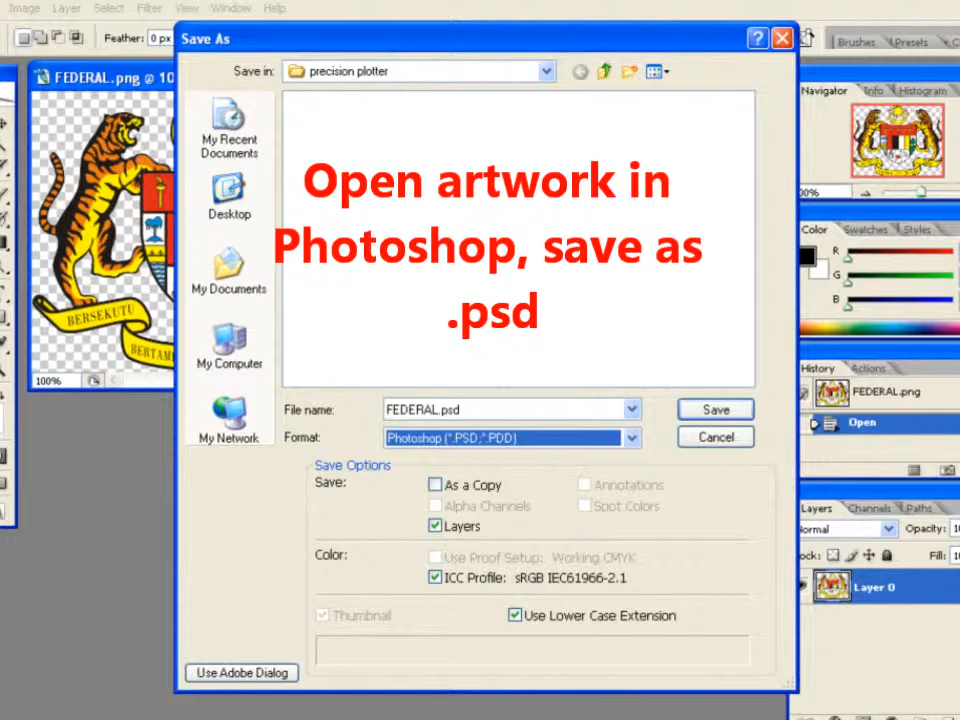 Image Layer Select Filter View Window Help
Feather: 0 px
Brushes Presets
Save As
FEDERAL.png @ 10
Save in: precision plotter
Navigator Info Histogram
My Recent
Documents
Desktop
My Documents
My Computer
My Network
Open artwork in
Photoshop, save as
.psd
BERSEKUTU
100%
File name: FEDERAL.psd Save
Format: Photoshop (*.PSD;*.PDD) Cancel
Save Options
Save: As a Copy Annotations
Alpha Channels Spot Colors
Layers
Color: Use Proof Setup: Working CMYK
ICC Profile: sRGB IEC61966-2.1
Thumbnail Use Lower Case Extension
Use Adobe Dialog
Color Swatches Styles
R
G
B
History Actions
FEDERAL.png
Open
Layers Channels Paths
Opacity:
Fill:
Layer 0